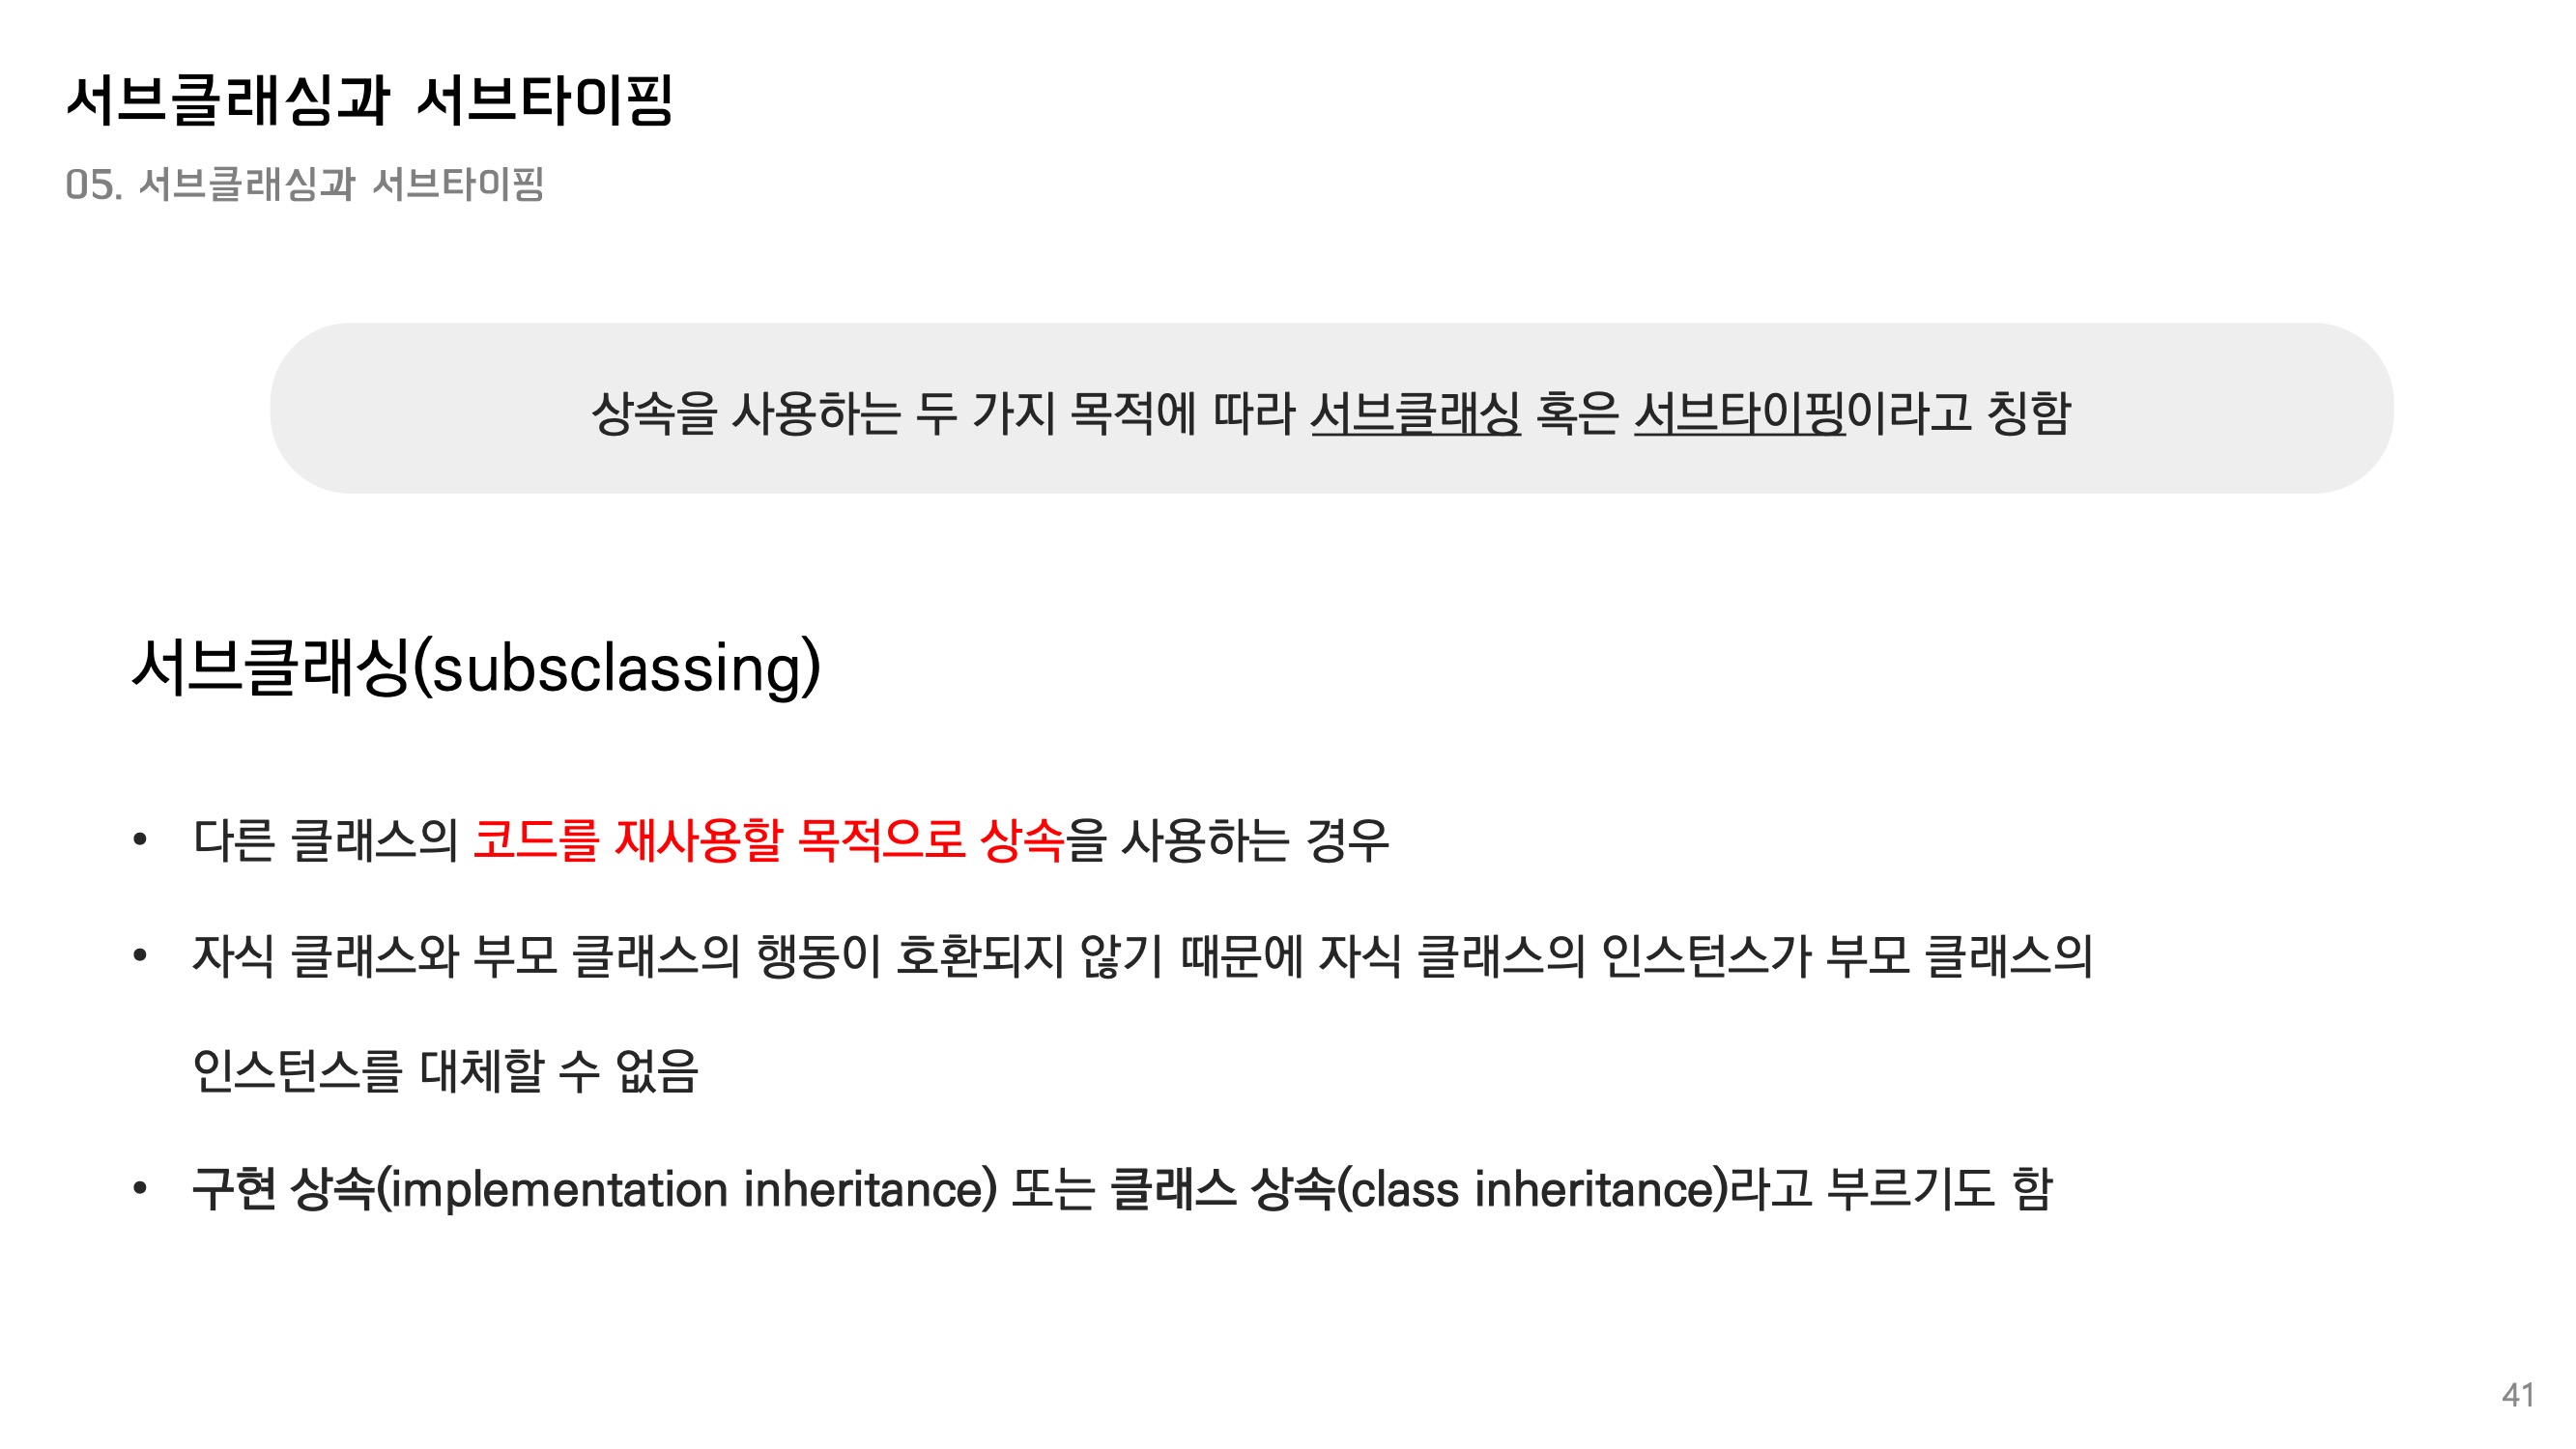 서브클래싱과 서브타이핑
05. 서브클래싱과 서브타이핑
상속을 사용하는 두 가지 목적에 따라 서브클래싱 혹은 서브타이핑이라고 칭함
서브클래싱(subsclassing)
• 다른 클래스의 코드를 재사용할 목적으로 상속을 사용하는 경우
• 자식 클래스와 부모 클래스의 행동이 호환되지 않기 때문에 자식 클래스의 인스턴스가 부모 클래스의
인스턴스를 대체할 수 없음
• 구현 상속(implementation inheritance) 또는 클래스 상속(class inheritance)라고 부르기도 함
41